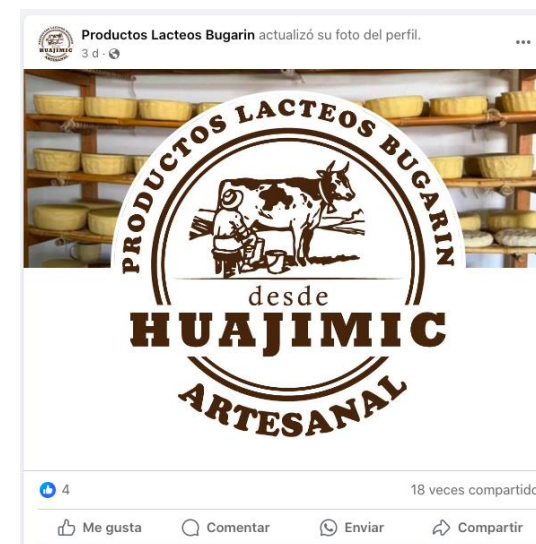 Productos Lacteos Bugarin actualizó su foto del perfil.
3 d
PRODUCTOS LACTEOS BUGARIN
desde
HUAJIMIC
ARTESANAL
4
18 veces compartido
Me gusta
Comentar
Enviar
Compartir